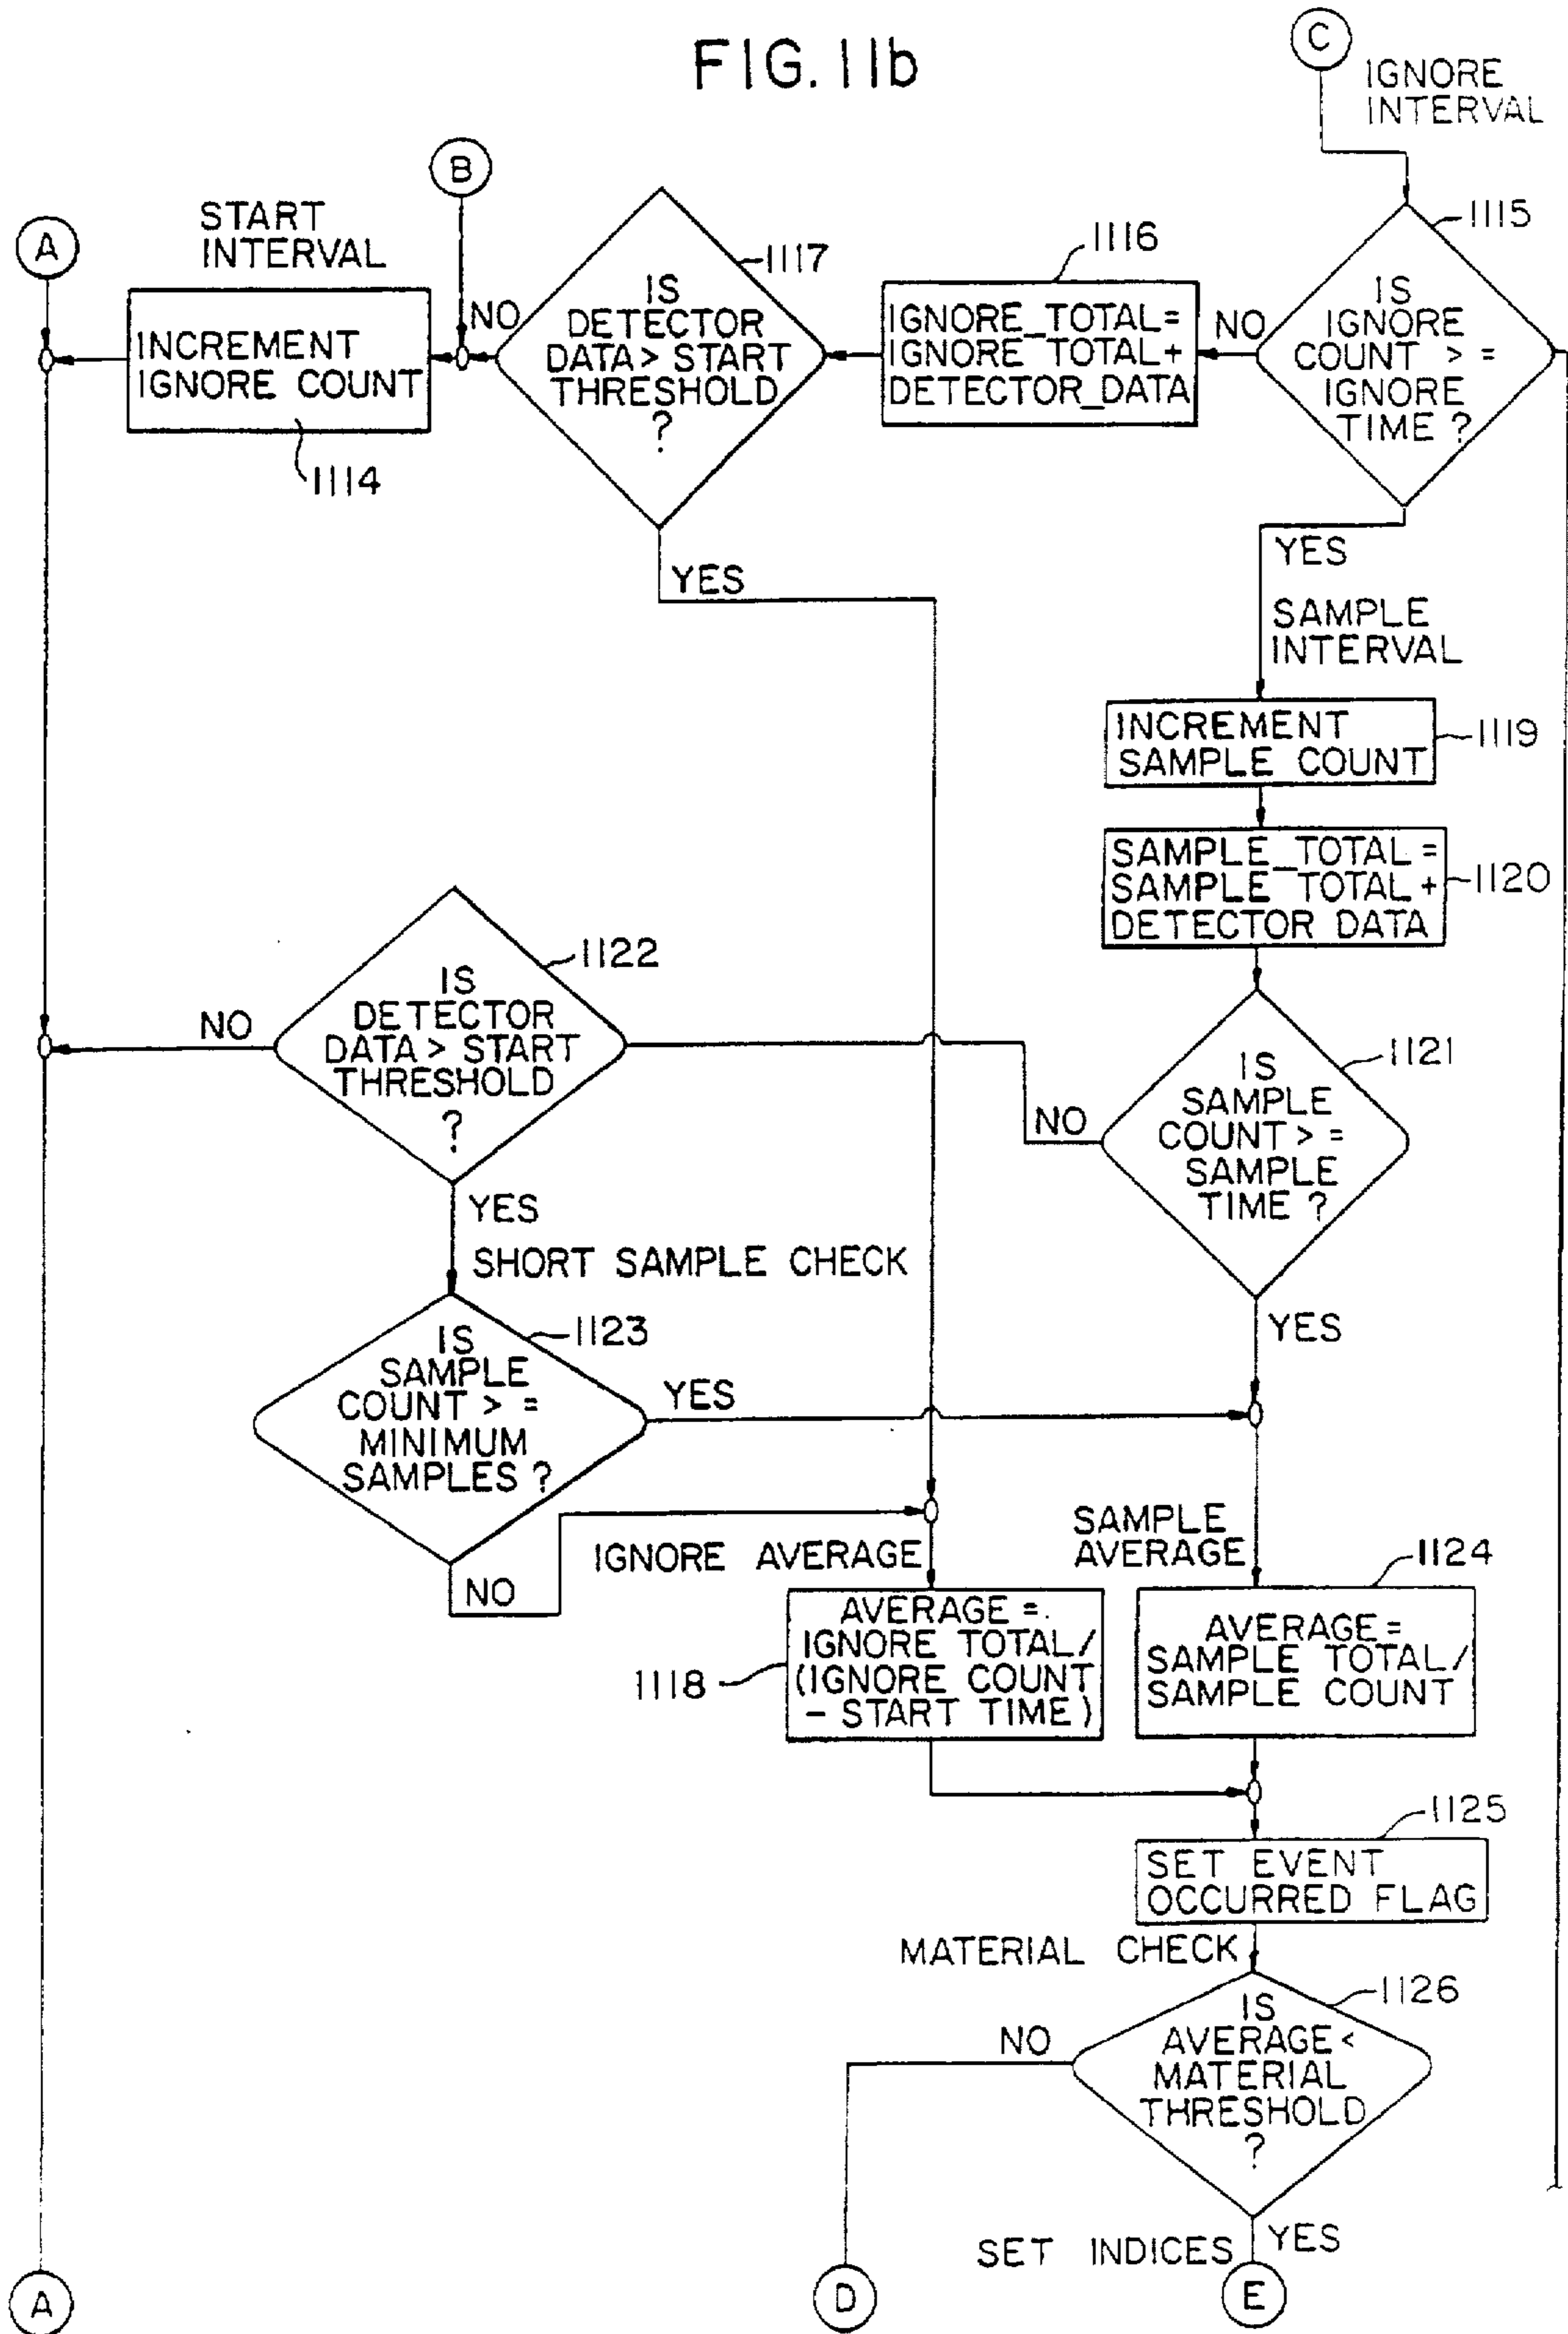 FIG. 11b
C
IGNORE
INTERVAL
B
A
START
INTERVAL
INCREMENT
IGNORE COUNT
1114
NO
IS
DETECTOR
DATA > START
THRESHOLD
?
1117
YES
1116
IGNORE_TOTAL =
IGNORE_TOTAL +
DETECTOR_DATA
NO
1115
IS
IGNORE
COUNT > =
IGNORE
TIME ?
YES
SAMPLE
INTERVAL
INCREMENT
SAMPLE COUNT
1119
SAMPLE_TOTAL =
SAMPLE TOTAL +
DETECTOR DATA
1120
1122
IS
DETECTOR
DATA > START
THRESHOLD
?
NO
YES
SHORT SAMPLE CHECK
1121
IS
SAMPLE
COUNT > =
SAMPLE
TIME ?
NO
YES
1123
IS
SAMPLE
COUNT > =
MINIMUM
SAMPLES ?
YES
NO
IGNORE AVERAGE
SAMPLE
AVERAGE
1118
AVERAGE =
IGNORE TOTAL /
(IGNORE COUNT
- START TIME)
1124
AVERAGE =
SAMPLE TOTAL /
SAMPLE COUNT
1125
SET EVENT
OCCURRED FLAG
MATERIAL CHECK
1126
IS
AVERAGE <
MATERIAL
THRESHOLD
?
NO
SET INDICES
YES
A
D
E